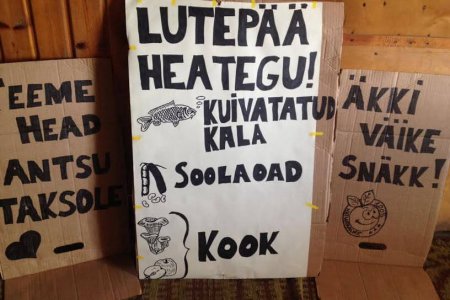 TEEME
HEAD
ANTSU
TAKSOLE
LUTEPÄÄ
HEATEGU!
KUIVATATUD
KALA
SOOLAOAD
KOOK
ÄKKI
VÄIKE
SNÄKK!